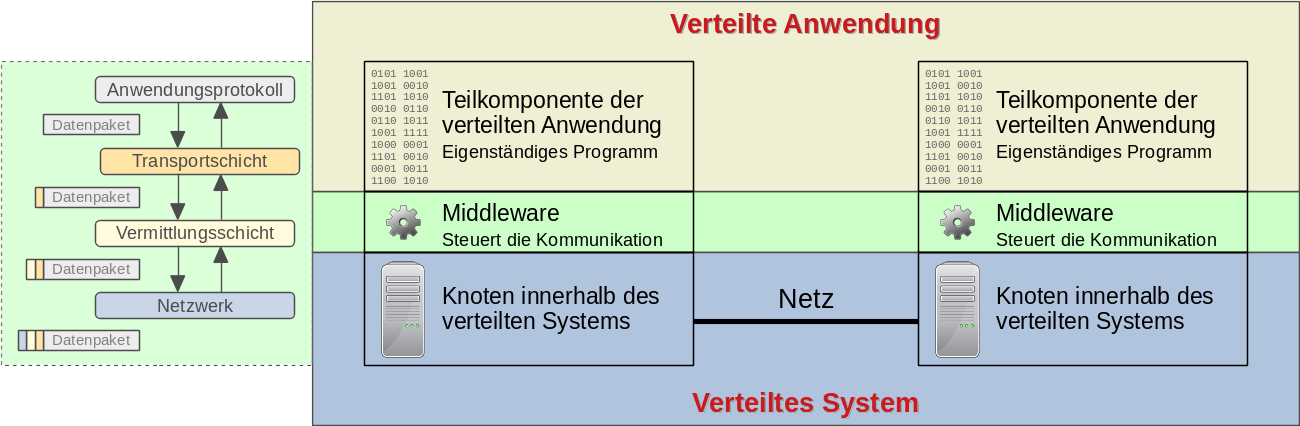 Verteilte Anwendung
Anwendungsprotokoll
Datenpaket
Transportschicht
Datenpaket
Vermittlungsschicht
Datenpaket
Netzwerk
Datenpaket
0101 1001
1001 0010
1101 1010
0010 0110
0110 1011
1001 1111
1000 0001
1101 0010
0001 0011
1100 1010
Teilkomponente der
verteilten Anwendung
Eigenständiges Programm
Middleware
Steuert die Kommunikation
Knoten innerhalb des
verteilten Systems
Netz
0101 1001
1001 0010
1101 1010
0010 0110
0110 1011
1001 1111
1000 0001
1101 0010
0001 0011
1100 1010
Teilkomponente der
verteilten Anwendung
Eigenständiges Programm
Middleware
Steuert die Kommunikation
Knoten innerhalb des
verteilten Systems
Verteiltes System